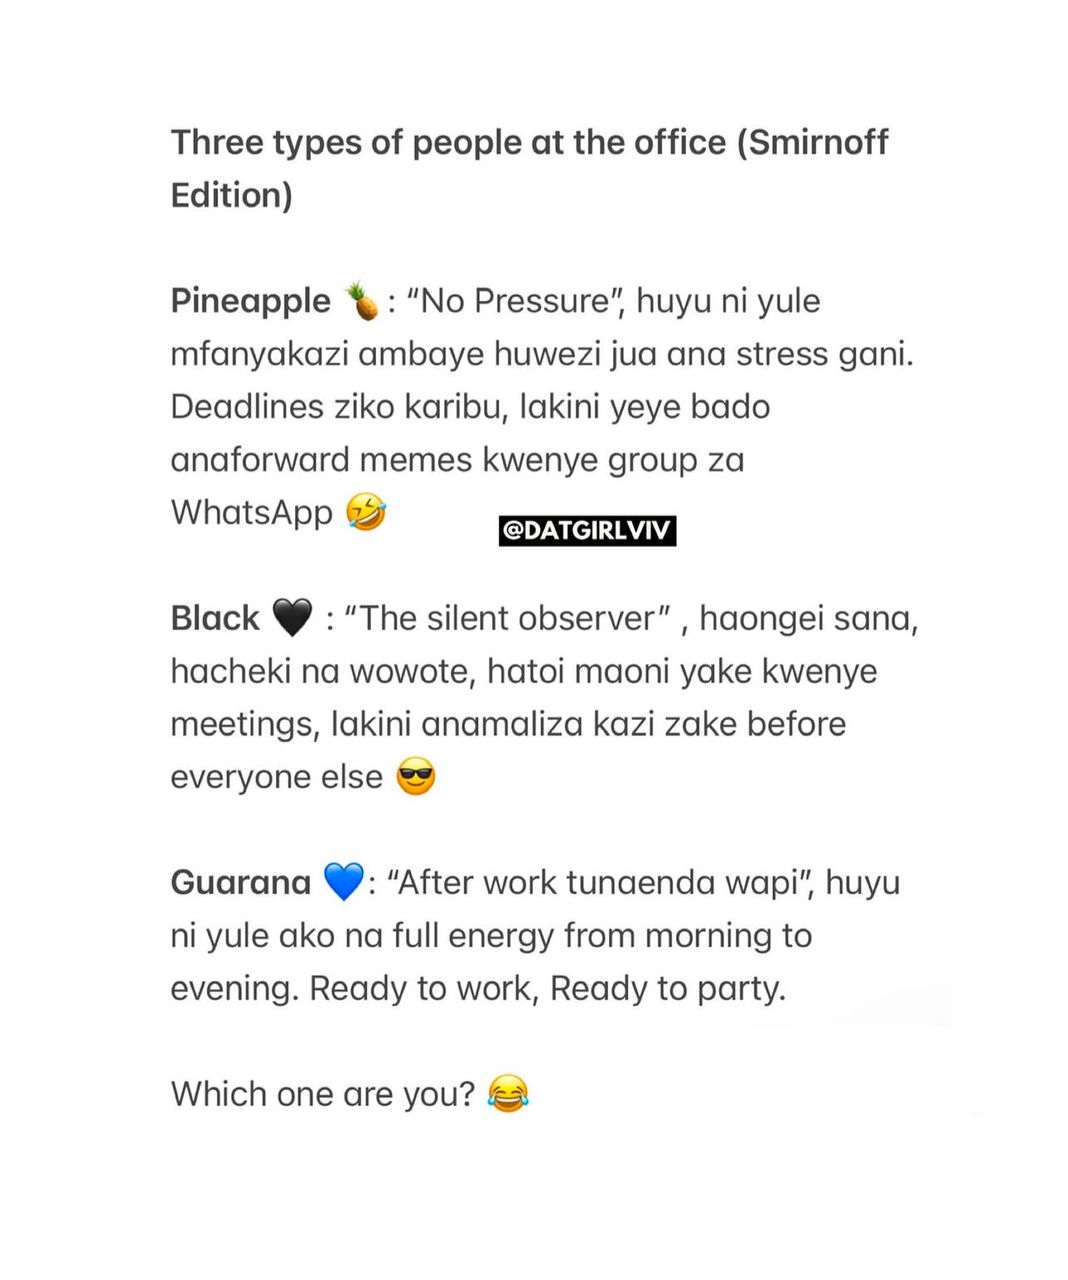 Three types of people at the office (Smirnoff
Edition)
Pineapple 🍍: “No Pressure”, huyu ni yule
mfanyakazi ambaye huwezi jua ana stress gani.
Deadlines ziko karibu, lakini yeye bado
anaforward memes kwenye group za
WhatsApp 🤣
@DATGIRLVIV
Black 🖤 : “The silent observer” , haongei sana,
hacheki na wowote, hatoi maoni yake kwenye
meetings, lakini anamaliza kazi zake before
everyone else 😎
Guarana 💙: “After work tunaenda wapi”, huyu
ni yule ako na full energy from morning to
evening. Ready to work, Ready to party.
Which one are you? 😂